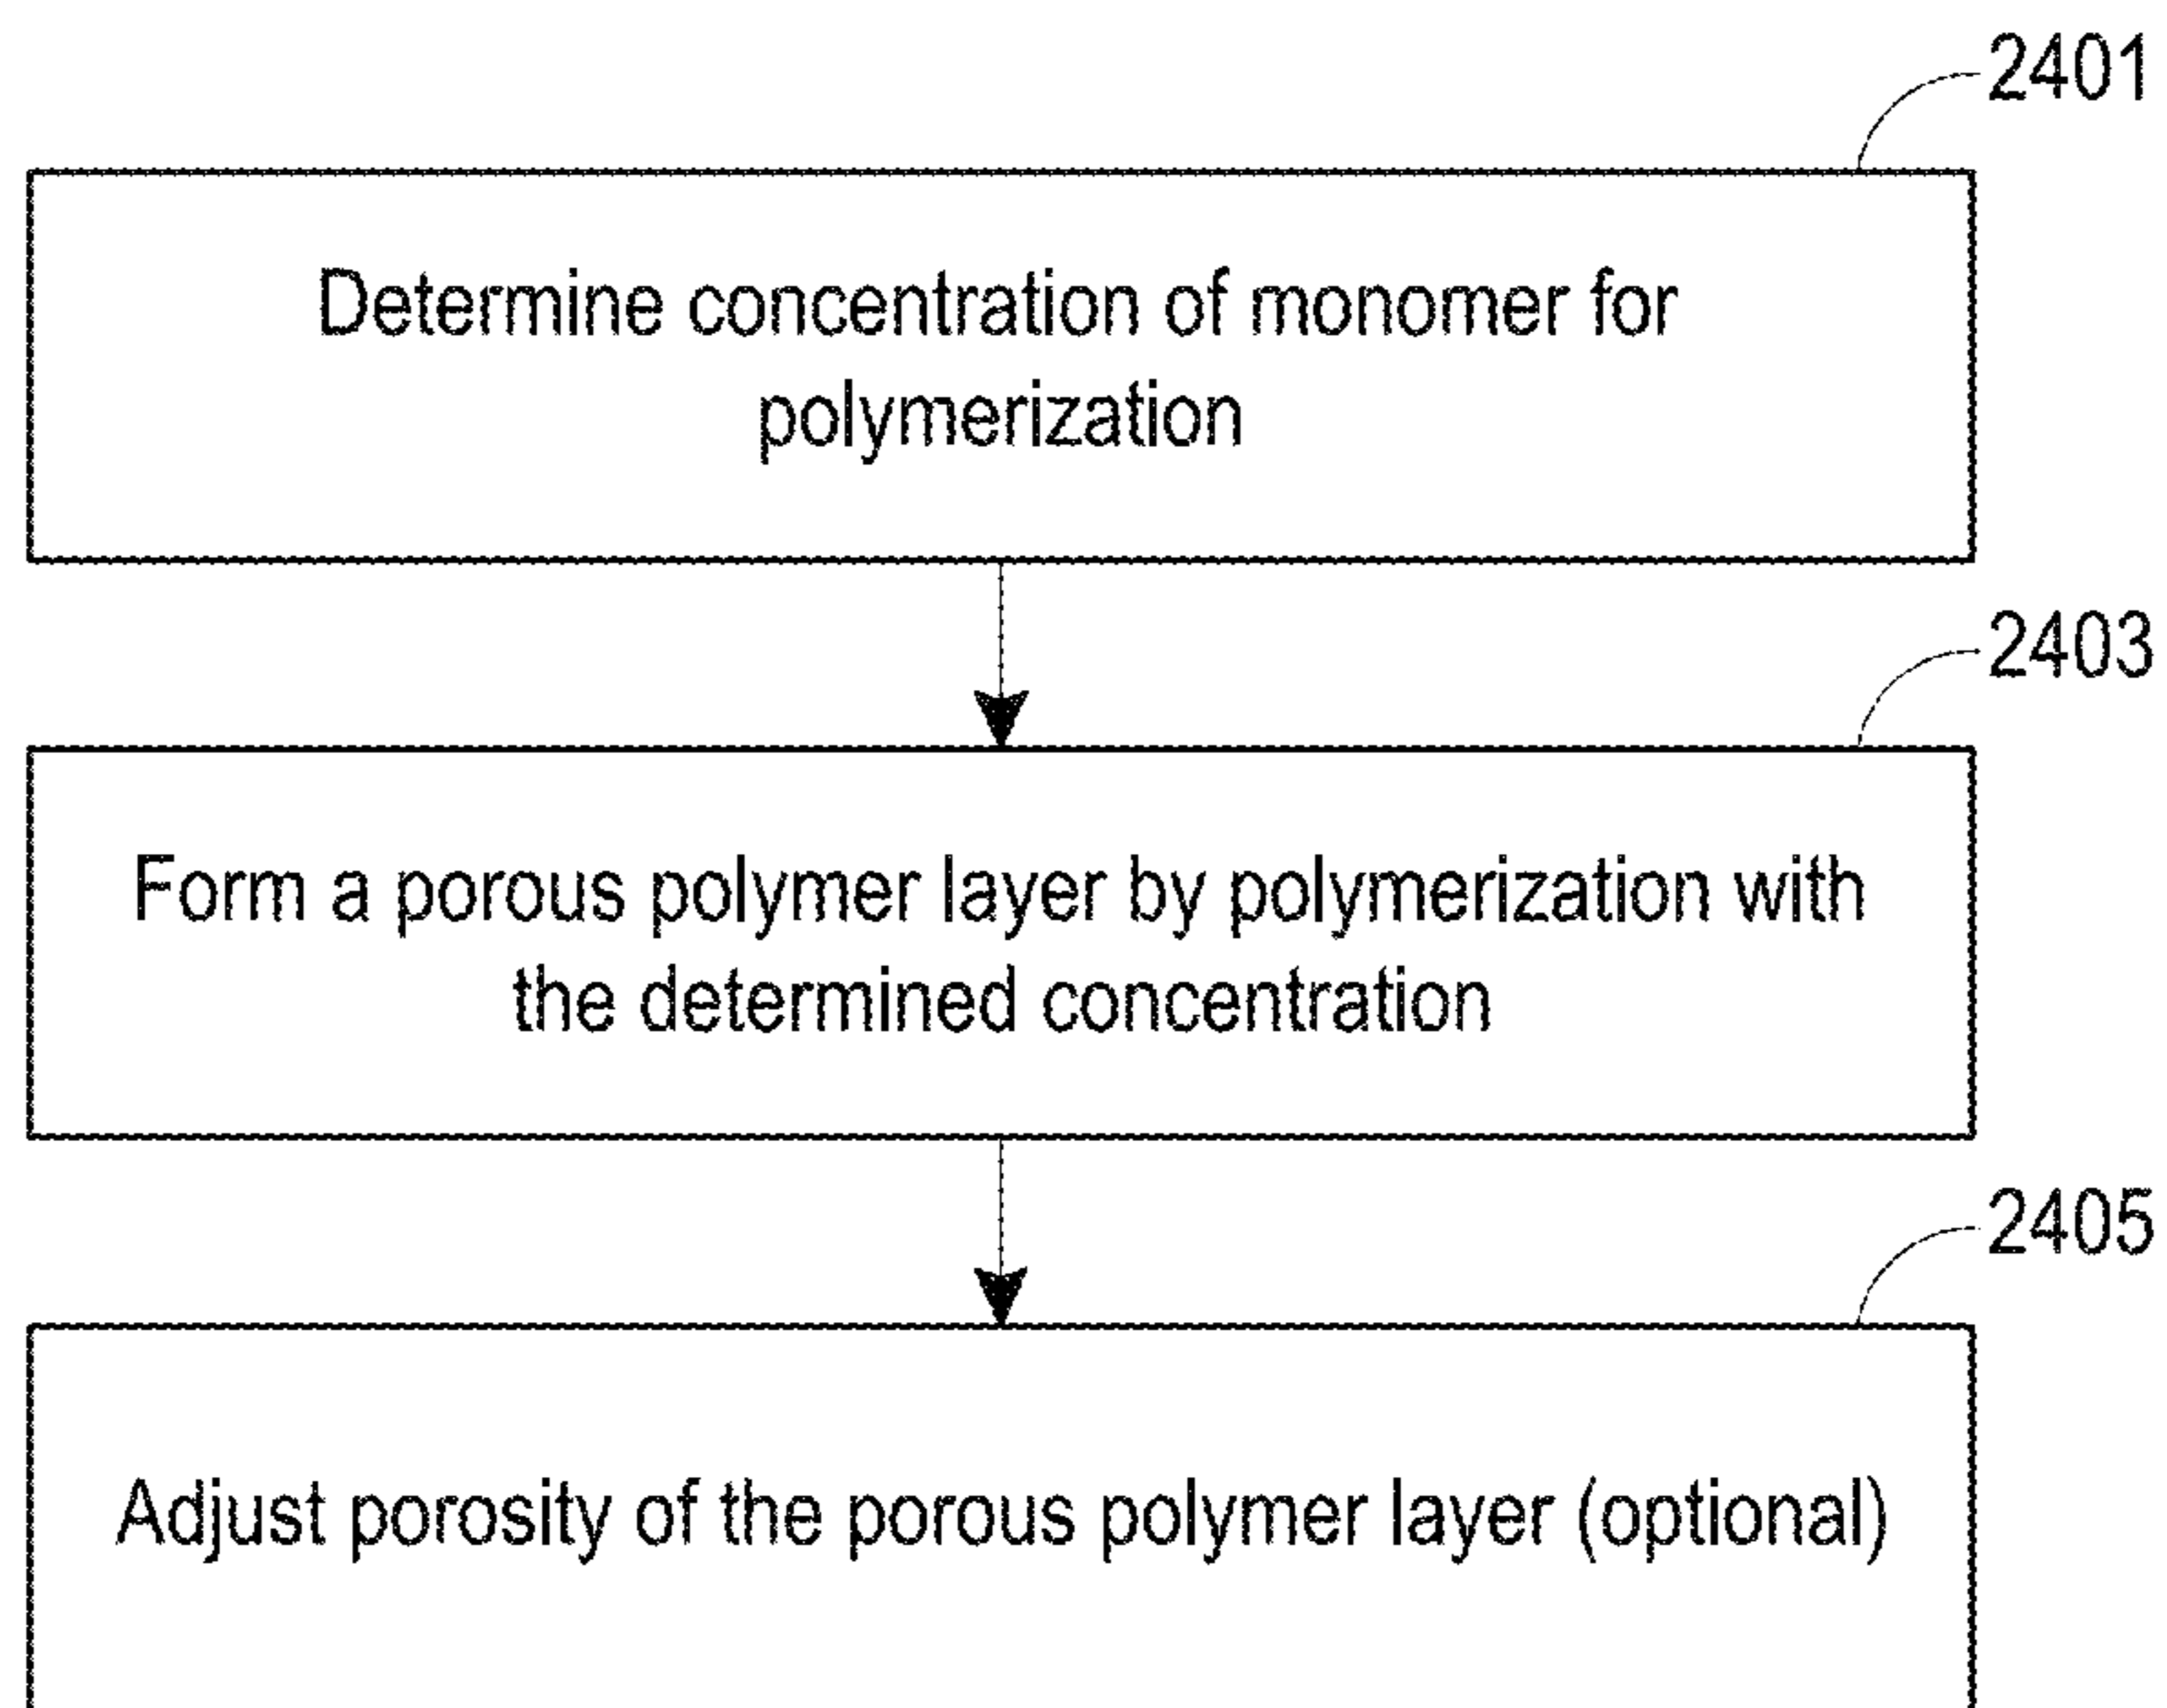 2401
Determine concentration of monomer for
polymerization
2403
Form a porous polymer layer by polymerization with
the determined concentration
2405
Adjust porosity of the porous polymer layer (optional)